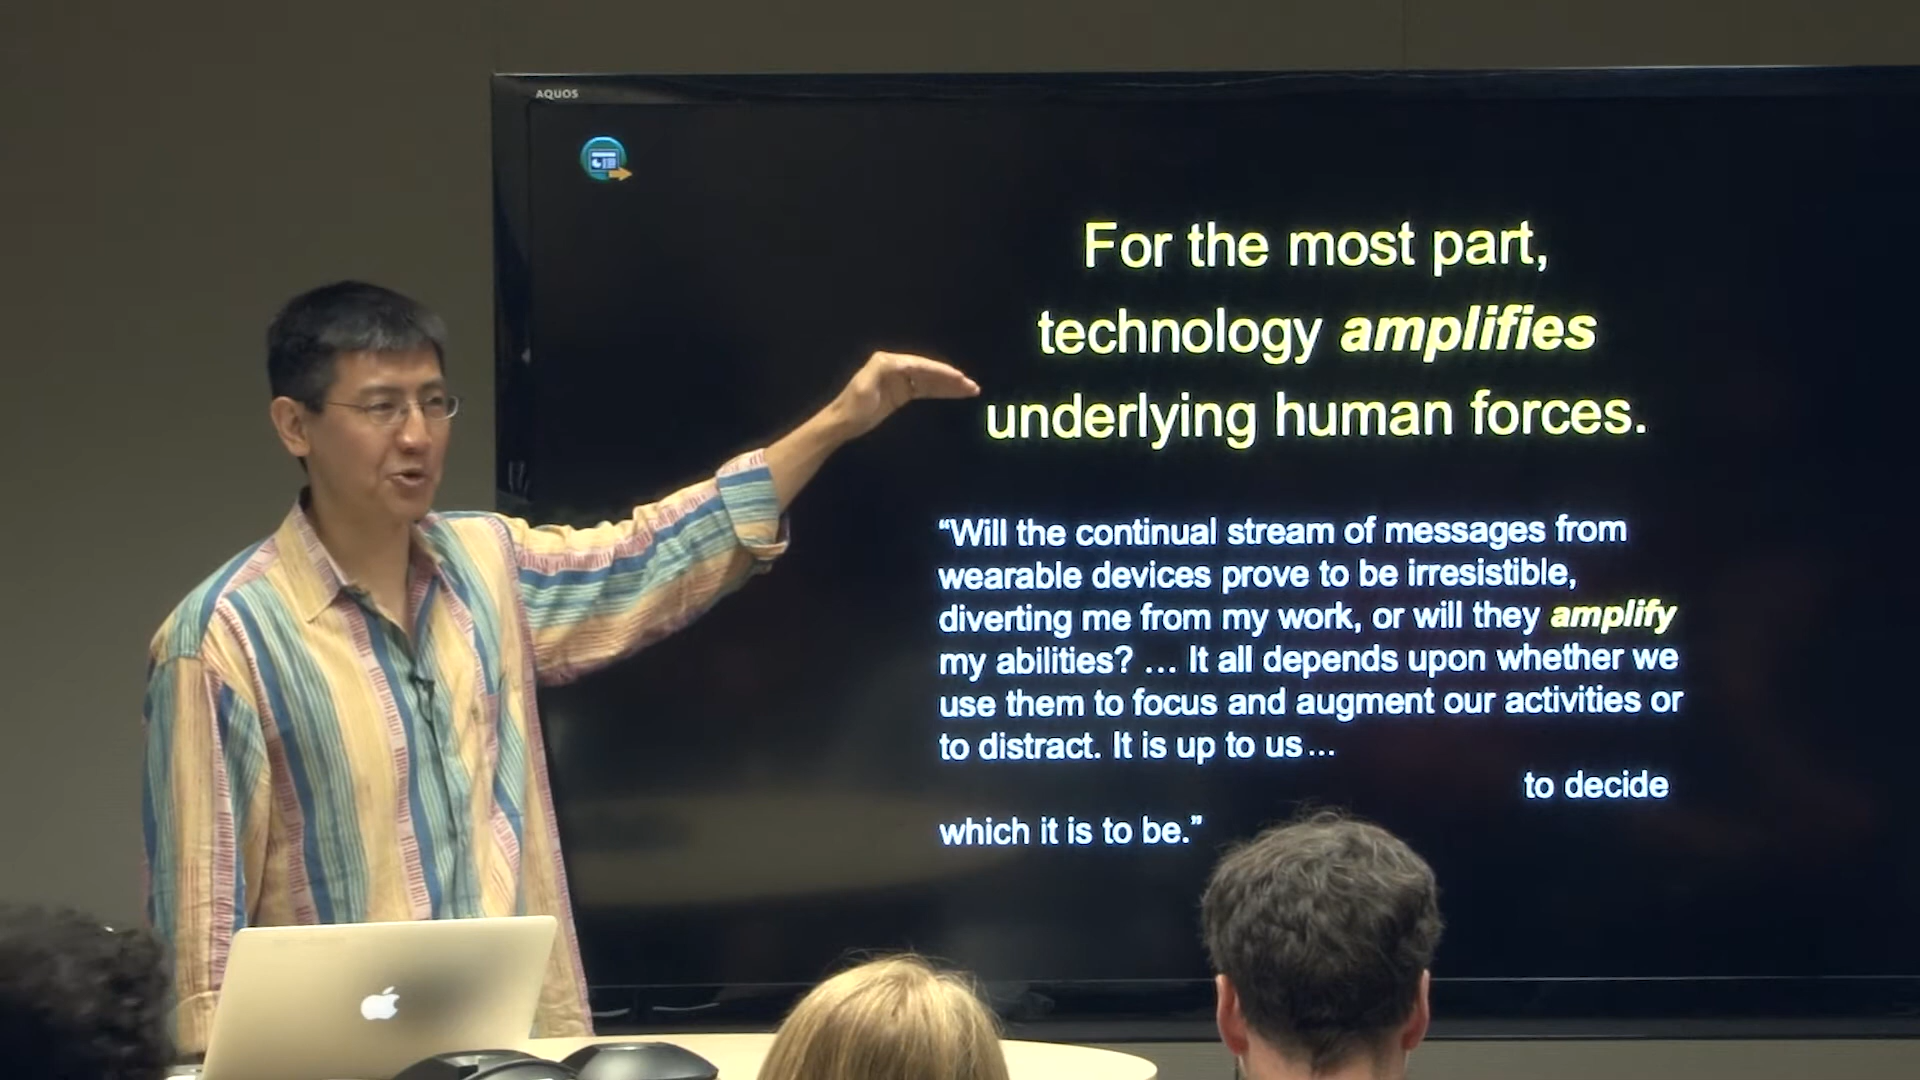 AQUOS
For the most part,
technology amplifies
underlying human forces.
“Will the continual stream of messages from
wearable devices prove to be irresistible,
diverting me from my work, or will they amplify
my abilities? … It all depends upon whether we
use them to focus and augment our activities or
to distract. It is up to us …
to decide
which it is to be.”